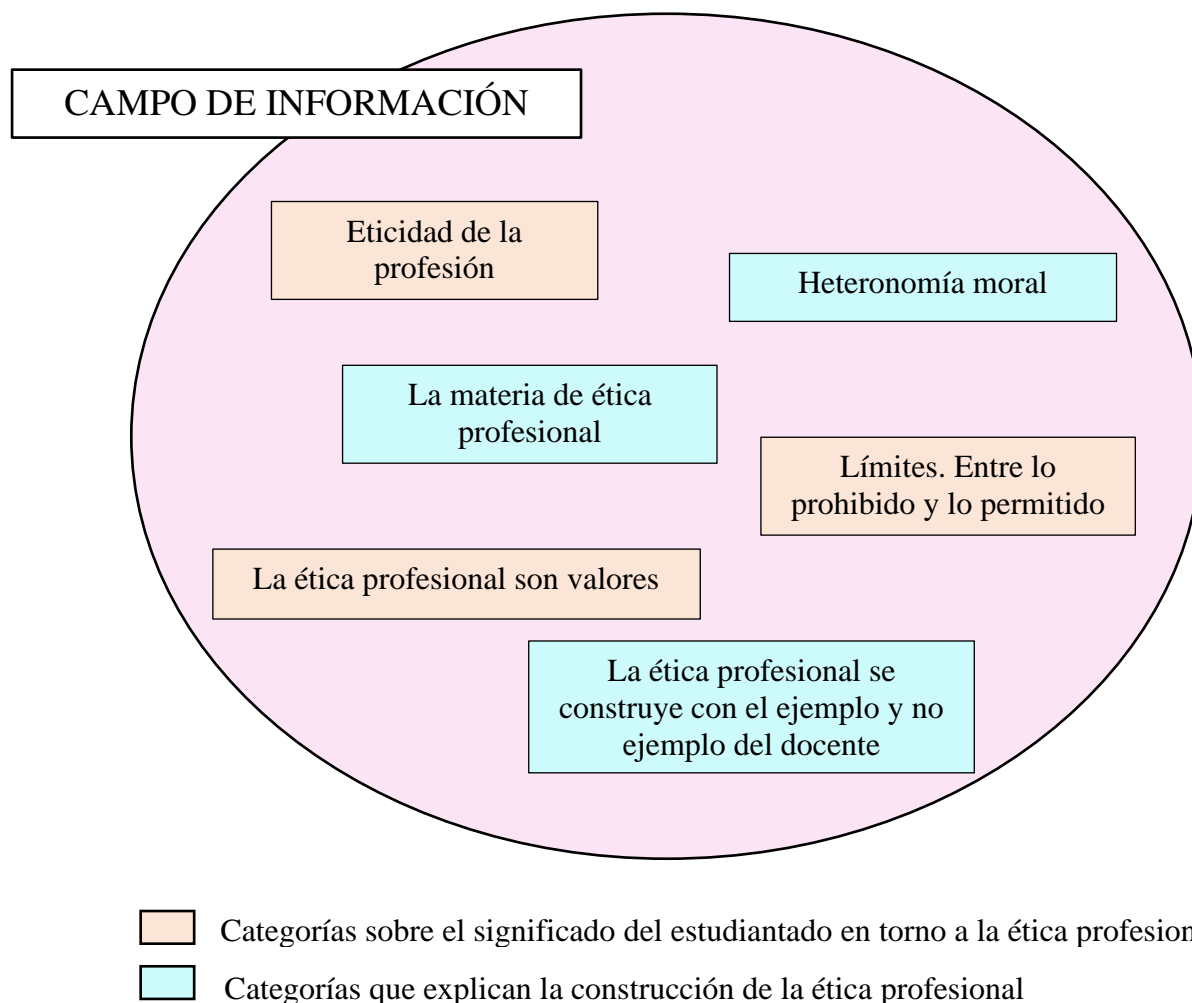 CAMPO DE INFORMACIÓN
Eticidad de la
profesión
Heteronomía moral
La materia de ética
profesional
Límites. Entre lo
prohibido y lo permitido
La ética profesional son valores
La ética profesional se
construye con el ejemplo y no
ejemplo del docente
Categorías sobre el significado del estudiantado en torno a la ética profesion
Categorías que explican la construcción de la ética profesional